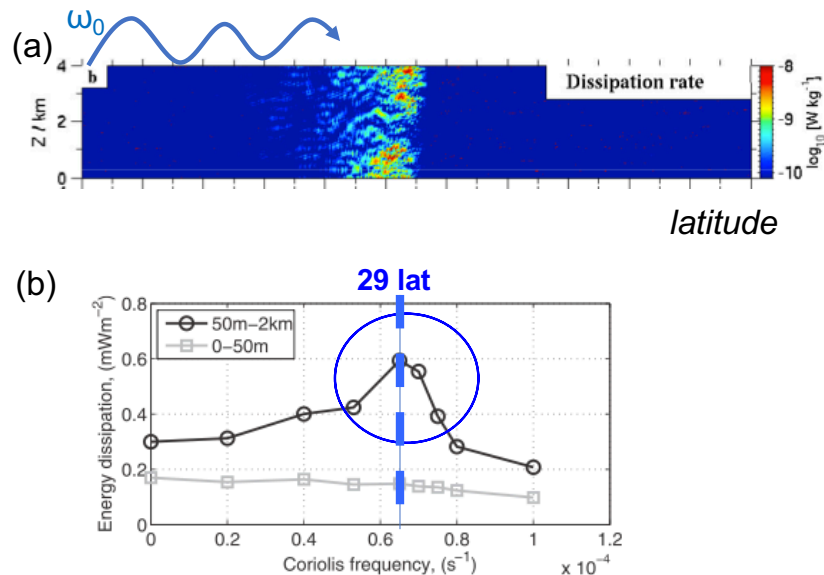 ω₀
(a)
b
Dissipation rate
4
2
0
Z / km
-8
-9
-10
log₁₀ [W kg⁻¹]
latitude
(b)
29 lat
0.8
0.6
0.4
0.2
0
Energy dissipation, (mWm⁻²)
50m−2km
0−50m
0 0.2 0.4 0.6 0.8 1 1.2
Coriolis frequency, (s⁻¹)
x 10⁻⁴